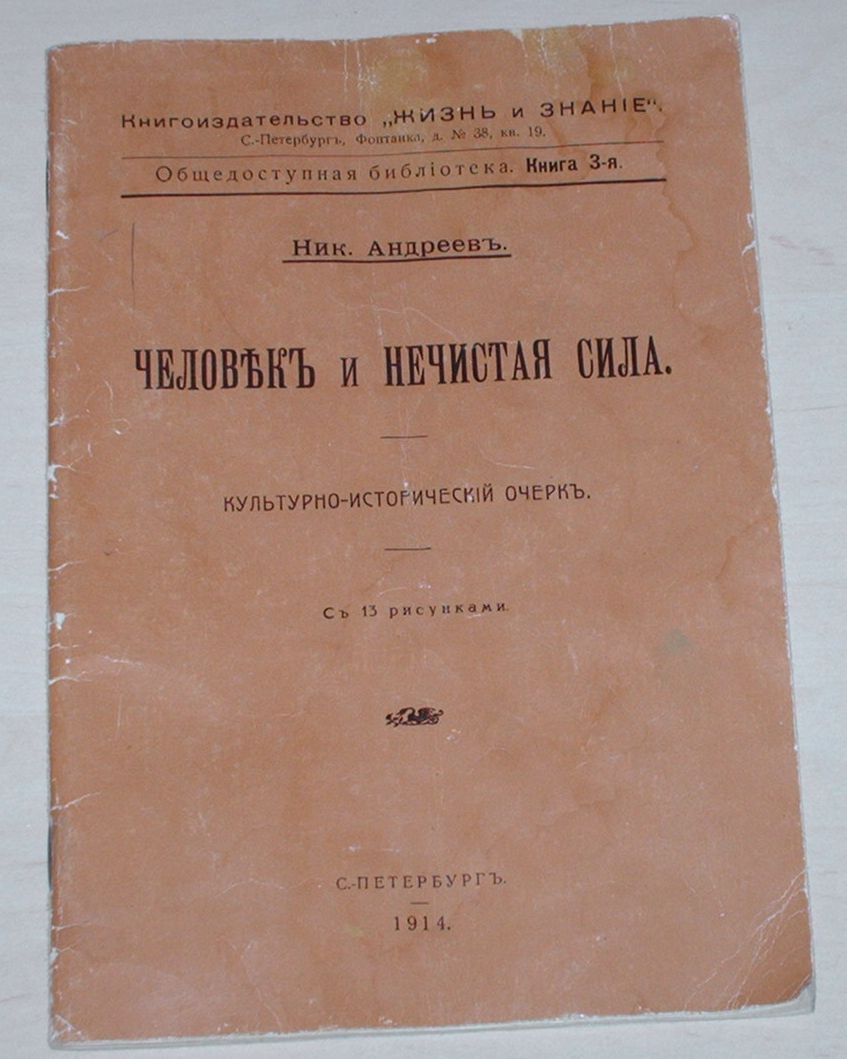 Книгоиздательство „ЖИЗНЬ и ЗНАНІЕ“.
С.-Петербургъ, Фонтанка, д. № 38, кв. 19.
Общедоступная библіотека. Книга 3-я.
Ник. Андреевъ.
ЧЕЛОВѢКЪ и НЕЧИСТАЯ СИЛА.
КУЛЬТУРНО-ИСТОРИЧЕСКІЙ ОЧЕРКЪ.
Съ 13 рисунками.
С.-ПЕТЕРБУРГЪ.
1914.